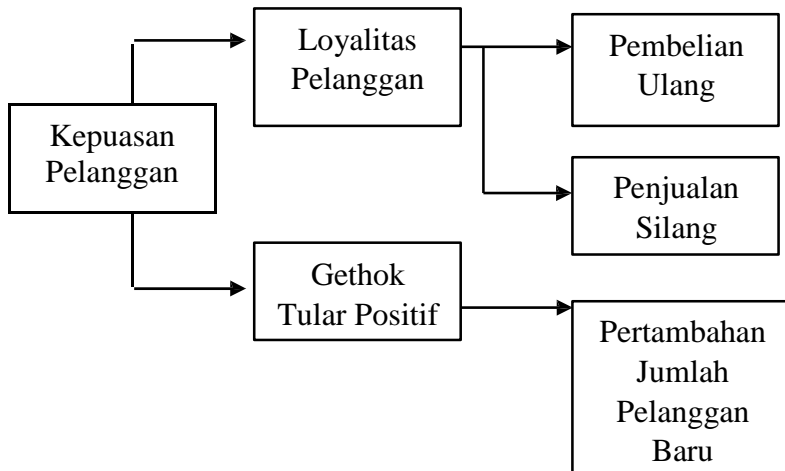 Kepuasan
Pelanggan
Loyalitas
Pelanggan
Pembelian
Ulang
Penjualan
Silang
Gethok
Tular Positif
Pertambahan
Jumlah
Pelanggan
Baru